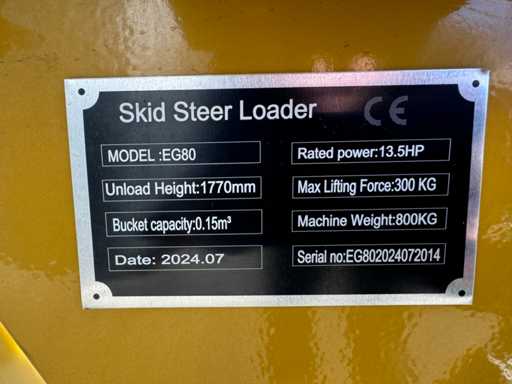 Skid Steer Loader CE
MODEL :EG80
Rated power:13.5HP
Unload Height:1770mm
Max Lifting Force:300 KG
Bucket capacity:0.15m³
Machine Weight:800KG
Date: 2024.07
Serial no:EG802024072014